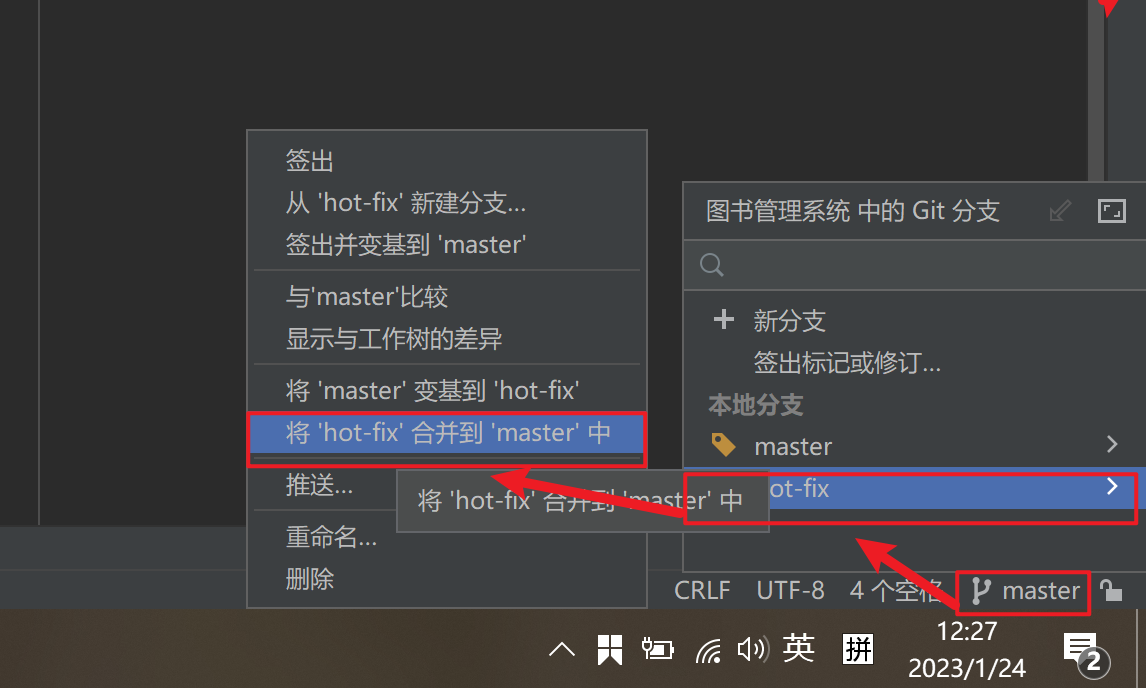 签出
从 'hot-fix' 新建分支...
签出并变基到 'master'
与'master'比较
显示与工作树的差异
将 'master' 变基到 'hot-fix'
将 'hot-fix' 合并到 'master' 中
推送...
重命名...
删除
将 'hot-fix' 合并到 'master' 中
图书管理系统 中的 Git 分支
新分支
签出标记或修订...
本地分支
master
ot-fix
CRLF UTF-8 4 个空格 master
英 拼 12:27
2023/1/24 2